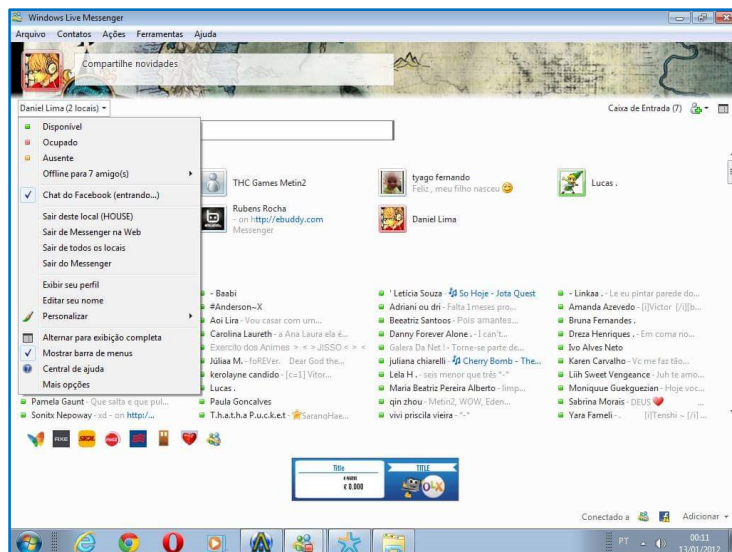 Windows Live Messenger
Arquivo Contatos Ações Ferramentas Ajuda
Compartilhe novidades
Daniel Lima (2 locais)
Caixa de Entrada (7)
Disponível
Ocupado
Ausente
Offline para 7 amigo(s)
Chat do Facebook (entrando...)
Sair deste local (HOUSE)
Sair de Messenger na Web
Sair de todos os locais
Sair do Messenger
Exibir seu perfil
Editar seu nome
Personalizar
Alternar para exibição completa
Mostrar barra de menus
Central de ajuda
Mais opções
THC Games Metin2
tyago fernando
Feliz , meu filho nasceu
Lucas .
Rubens Rocha
- on http://ebuddy.com
Messenger
Daniel Lima
- Baabi
#Anderson~X
Aoi Lira - Vou casar com um...
Carolina Laureth - a Ana Laura ela é...
Exercito dos Animes > < > JISSO < < <
Júliaa M. - foREVer. Dear God the...
kerolayne candido - [c=1] Vitor...
Lucas .
Paula Goncalves
T.h.a.t.h.a P.u.c.k.e.t - SarangHae...
' Letícia Souza - So Hoje - Jota Quest
Adriani ou dri - Falta 1meses pro...
Beeatriz Santoos - Pois amantes...
Danny Forever Alone . - I can't...
Galera Da Net ! - Torne-se parte de...
juliana chiarelli - Cherry Bomb - The...
Lela H . - seis menor que três *-*
Maria Beatriz Pereira Alberto - limp...
qin zhou - Metin2, WOW, Eden...
vivi priscila vieira - *-*
- Linkaa . - Le eu pintar parede do...
Amanda Azevedo - [i]Victor [/i][b...
Bruna Fernandes .
Dreza Henriques . - Em coma no...
Ivo Alves Neto
Karen Carvalho - Vc me faz tão...
Liih Sweet Vengeance - Juh te amo...
Moniquue Guekguezian - Hoje voc...
Sabrina Morais - DEUS ...
Yara Fameli - . [i]Tenshi ~ [/i] ...
Pamela Gaunt - Que salta e que pul...
Sonitx Nepoway - xd - on http:/...
Title
€ 0.000
TITLE
OLX
Conectado a
Adicionar
PT
00:11
13/01/2012